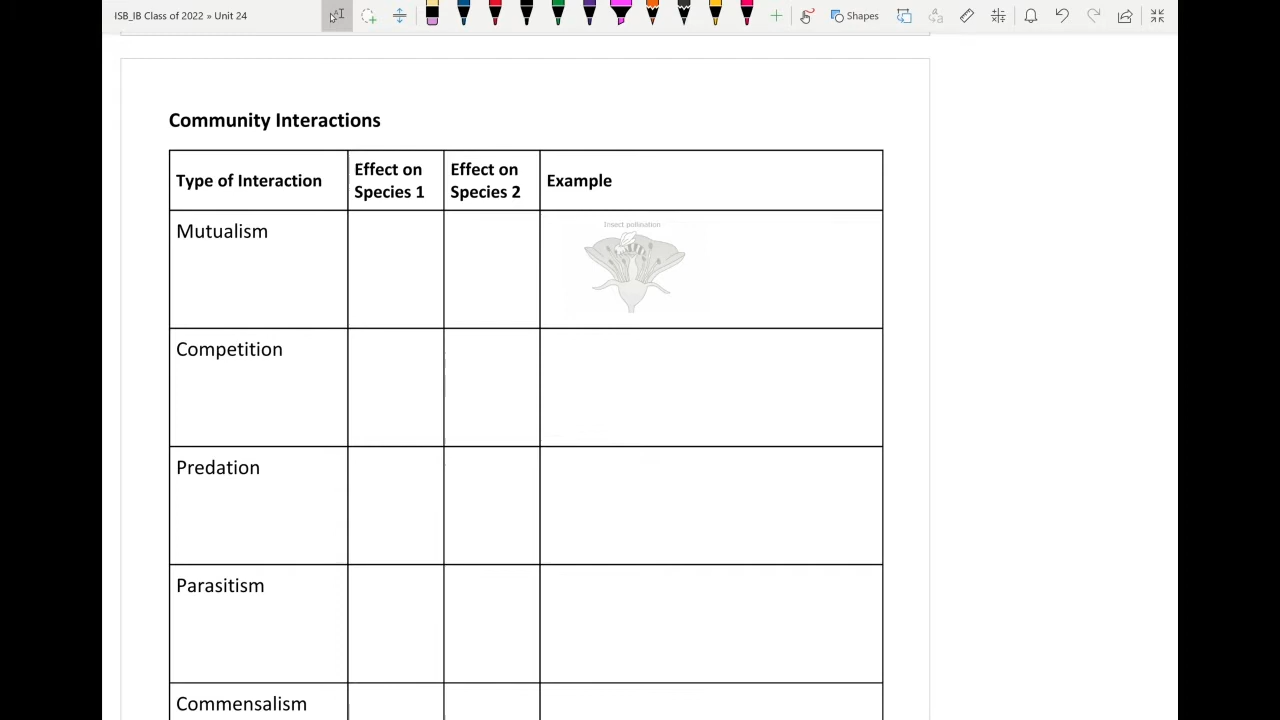 ISB_IB Class of 2022 » Unit 24
Shapes
Community Interactions
Type of Interaction
Effect on
Species 1
Effect on
Species 2
Example
Mutualism
Insect pollination
Competition
Predation
Parasitism
Commensalism